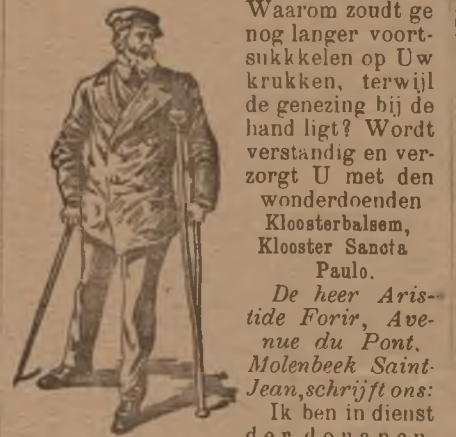 Waarom zoudt ge
nog langer voort-
sukkkelen op Uw
krukken, terwijl
de genezing bij de
hand ligt? Wordt
verstandig en ver-
zorgt U met den
wonderdoenden
Kloosterbalsem,
Klooster Sancta
Paulo.
De heer Aris-
tide Forir, Ave-
nue du Pont.
Molenbeek Saint-
Jean, schrijft ons:
Ik ben in dienst
der douanen